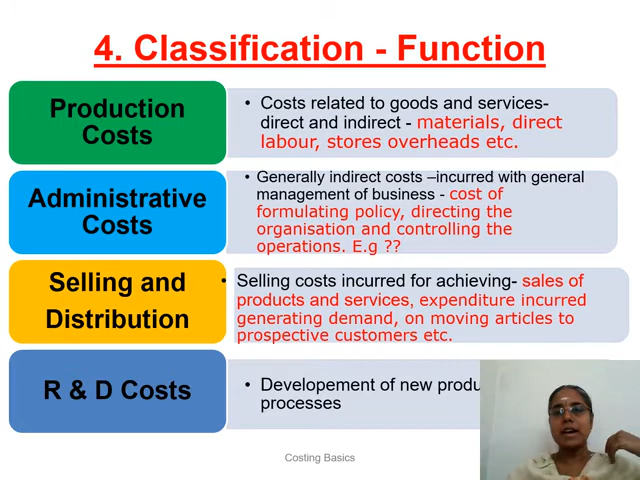 4. Classification - Function
Production
Costs
• Costs related to goods and services-
direct and indirect - materials, direct
labour, stores overheads etc.
Administrative
Costs
• Generally indirect costs –incurred with general
management of business - cost of
formulating policy, directing the
organisation and controlling the
operations. E.g ??
Selling and
Distribution
• Selling costs incurred for achieving- sales of
products and services, expenditure incurred
generating demand, on moving articles to
prospective customers etc.
R & D Costs
• Developement of new
processes
Costing Basics